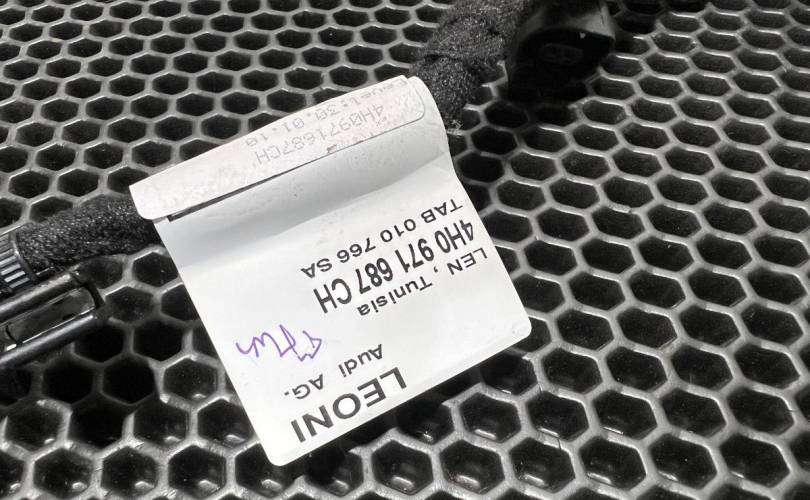 LEONI
Audi AG.
LEN, Tunisia
4H0 971 687 CH
TAB 010 766 SA
4H0971687CH